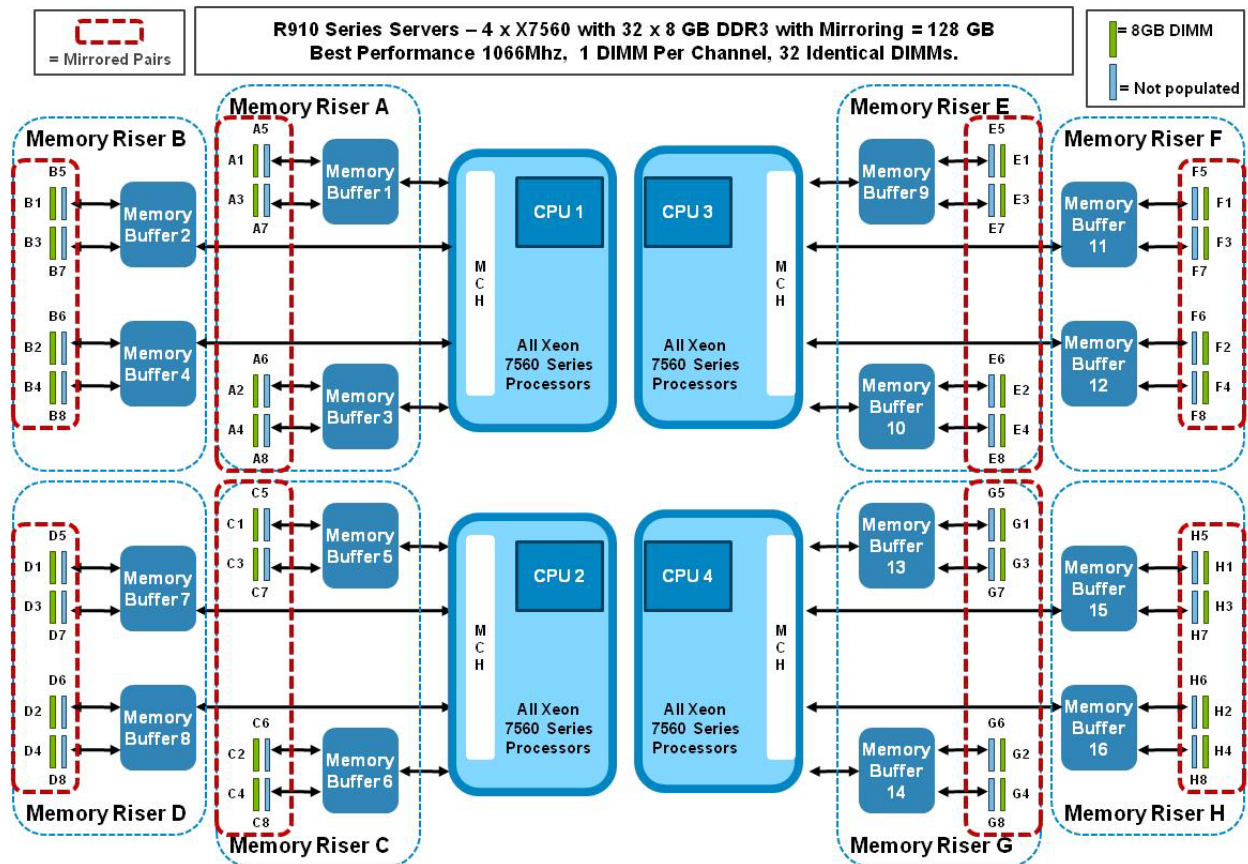 = Mirrored Pairs
R910 Series Servers – 4 x X7560 with 32 x 8 GB DDR3 with Mirroring = 128 GB
Best Performance 1066Mhz, 1 DIMM Per Channel, 32 Identical DIMMs.
= 8GB DIMM
= Not populated
Memory Riser B
B5
B1
B3
B7
Memory
Buffer 2
B6
B2
B4
B8
Memory
Buffer 4
Memory Riser A
A5
A1
A3
A7
Memory
Buffer 1
A6
A2
A4
A8
Memory
Buffer 3
M
C
H
CPU 1
All Xeon
7560 Series
Processors
CPU 3
All Xeon
7560 Series
Processors
M
C
H
Memory Riser E
Memory
Buffer 9
E5
E1
E3
E7
Memory
Buffer
10
E6
E2
E4
E8
Memory Riser F
Memory
Buffer
11
F5
F1
F3
F7
Memory
Buffer
12
F6
F2
F4
F8
D5
D1
D3
D7
Memory
Buffer 7
D6
D2
D4
D8
Memory
Buffer 8
Memory Riser D
C5
C1
C3
C7
Memory
Buffer 5
C6
C2
C4
C8
Memory
Buffer 6
Memory Riser C
M
C
H
CPU 2
All Xeon
7560 Series
Processors
CPU 4
All Xeon
7560 Series
Processors
M
C
H
Memory
Buffer
13
G5
G1
G3
G7
Memory
Buffer
14
G6
G2
G4
G8
Memory Riser G
Memory
Buffer
15
H5
H1
H3
H7
Memory
Buffer
16
H6
H2
H4
H8
Memory Riser H